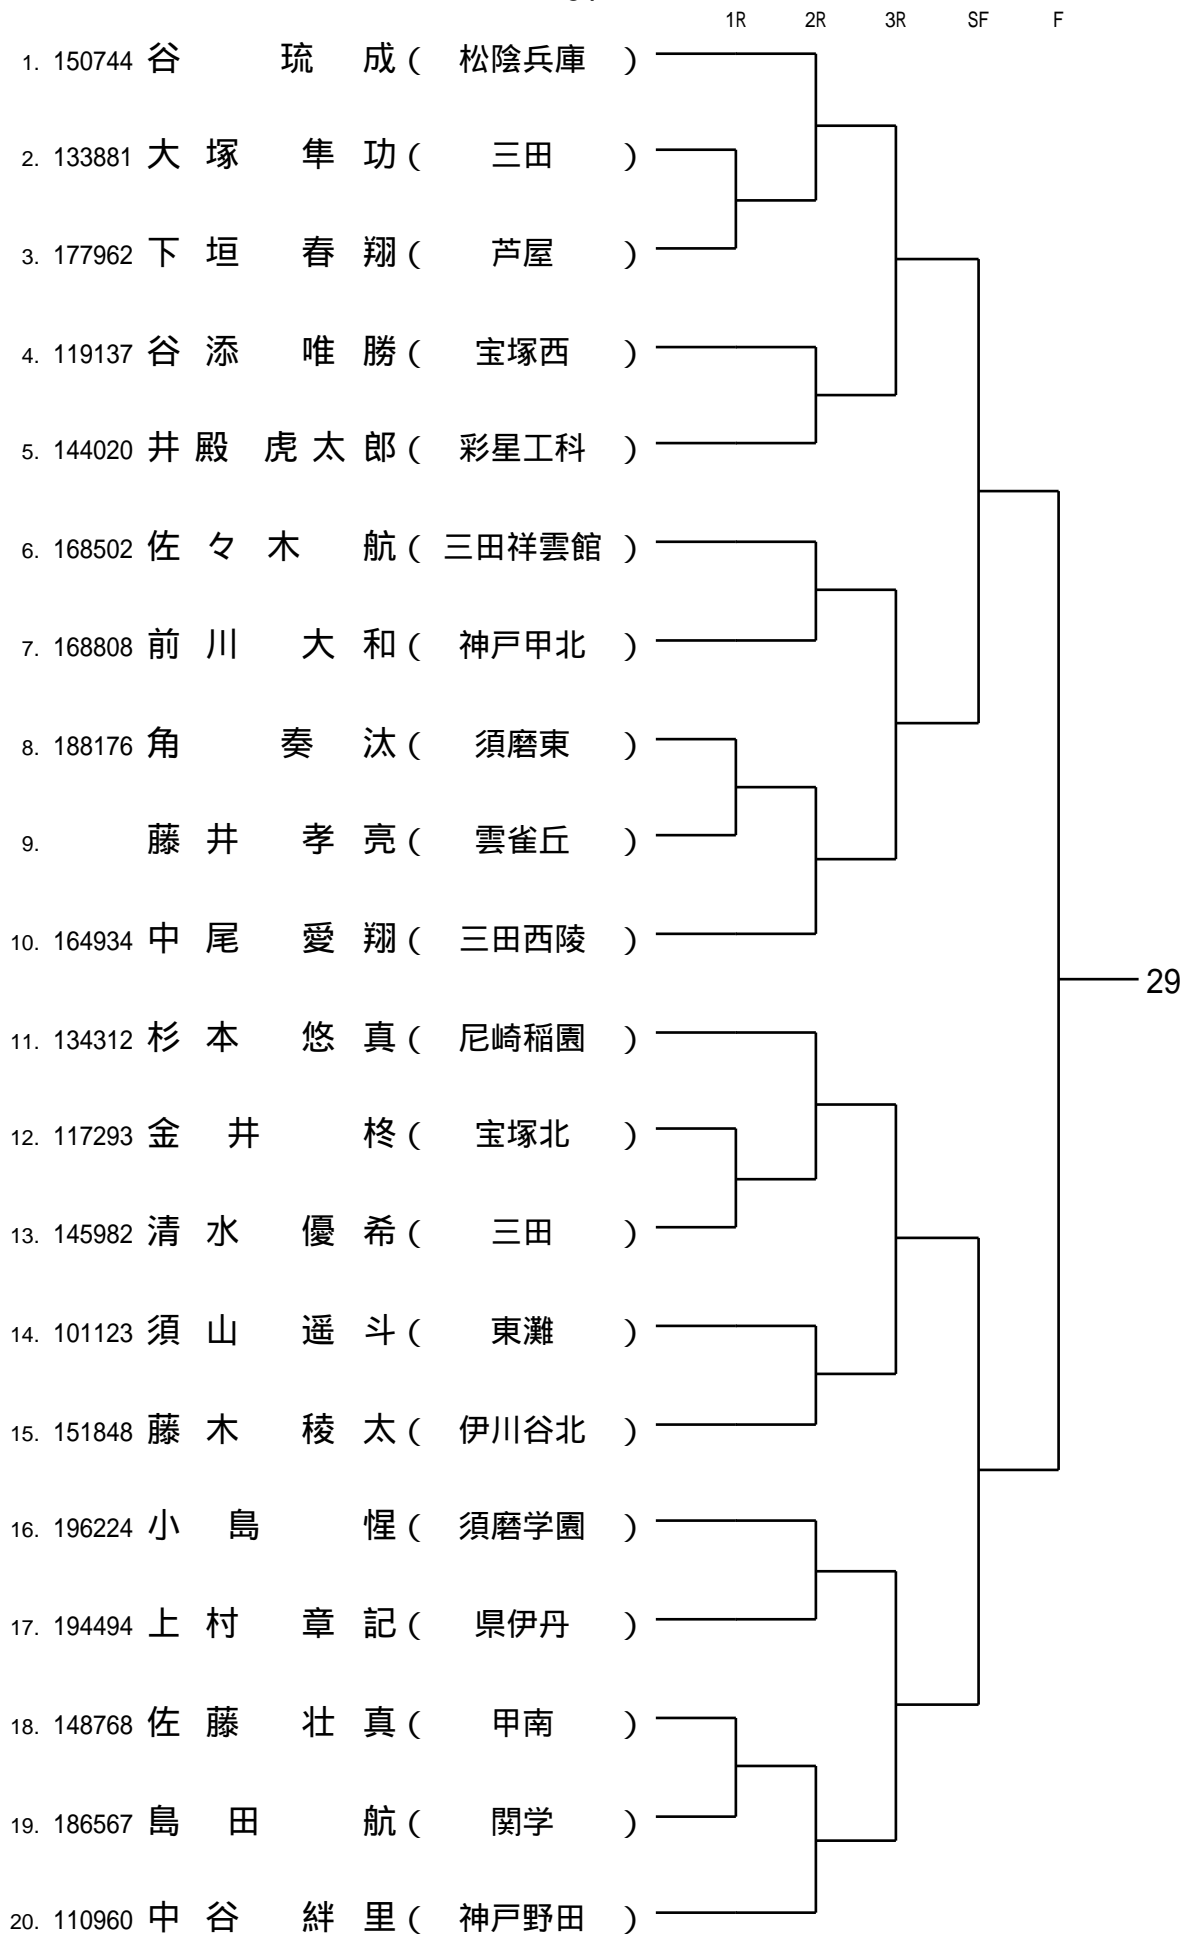 1R 2R 3R SF F
1. 150744 谷 琉 成 ( 松陰兵庫 )
2. 133881 大 塚 隼 功 ( 三田 )
3. 177962 下 垣 春 翔 ( 芦屋 )
4. 119137 谷 添 唯 勝 ( 宝塚西 )
5. 144020 井 殿 虎 太 郎 ( 彩星工科 )
6. 168502 佐 々 木 航 ( 三田祥雲館 )
7. 168808 前 川 大 和 ( 神戸甲北 )
8. 188176 角 奏 汰 ( 須磨東 )
9. 藤 井 孝 亮 ( 雲雀丘 )
10. 164934 中 尾 愛 翔 ( 三田西陵 )
29
11. 134312 杉 本 悠 真 ( 尼崎稲園 )
12. 117293 金 井 柊 ( 宝塚北 )
13. 145982 清 水 優 希 ( 三田 )
14. 101123 須 山 遥 斗 ( 東灘 )
15. 151848 藤 木 稜 太 ( 伊川谷北 )
16. 196224 小 島 惺 ( 須磨学園 )
17. 194494 上 村 章 記 ( 県伊丹 )
18. 148768 佐 藤 壮 真 ( 甲南 )
19. 186567 島 田 航 ( 関学 )
20. 110960 中 谷 絆 里 ( 神戸野田 )